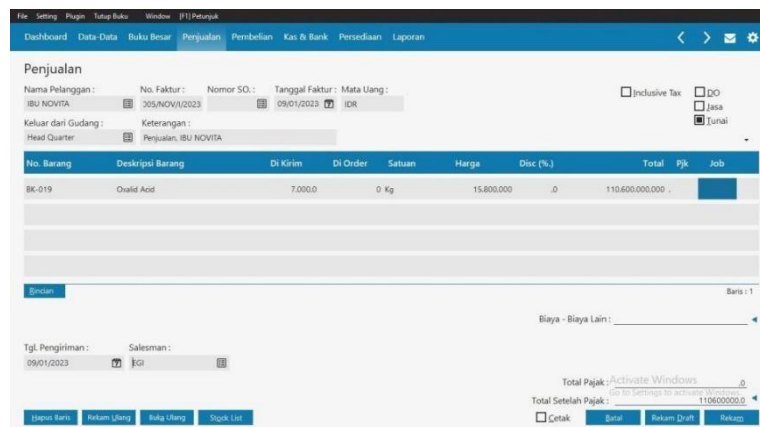 File Setting Plugin Tutup Buku Window [F1] Petunjuk
Dashboard Data-Data Buku Besar Penjualan Pembelian Kas & Bank Persediaan Laporan
Penjualan
Nama Pelanggan : No. Faktur : Nomor SO. : Tanggal Faktur : Mata Uang :
IBU NOVITA 005/NOV/I/2023 09/01/2023 IDR
Inclusive Tax DO
Jasa
Tunai
Keluar dari Gudang : Keterangan :
Head Quarter Penjualan, IBU NOVITA
No. Barang Deskripsi Barang Di Kirim Di Order Satuan Harga Disc (%.) Total Pjk Job
BK-019 Oxalid Acid 7.000,0 0 Kg 15.800.000 .0 110.600.000.000 .
Rincian Baris : 1
Biaya - Biaya Lain :
Tgl. Pengiriman : Salesman :
09/01/2023 EGI
Total Pajak : .0
Activate Windows
Go to Settings to activate Windows.
Total Setelah Pajak : 110600000.0
Hapus Baris Rekam Ulang Buka Ulang Stock List Cetak Batal Rekam Draft Rekam